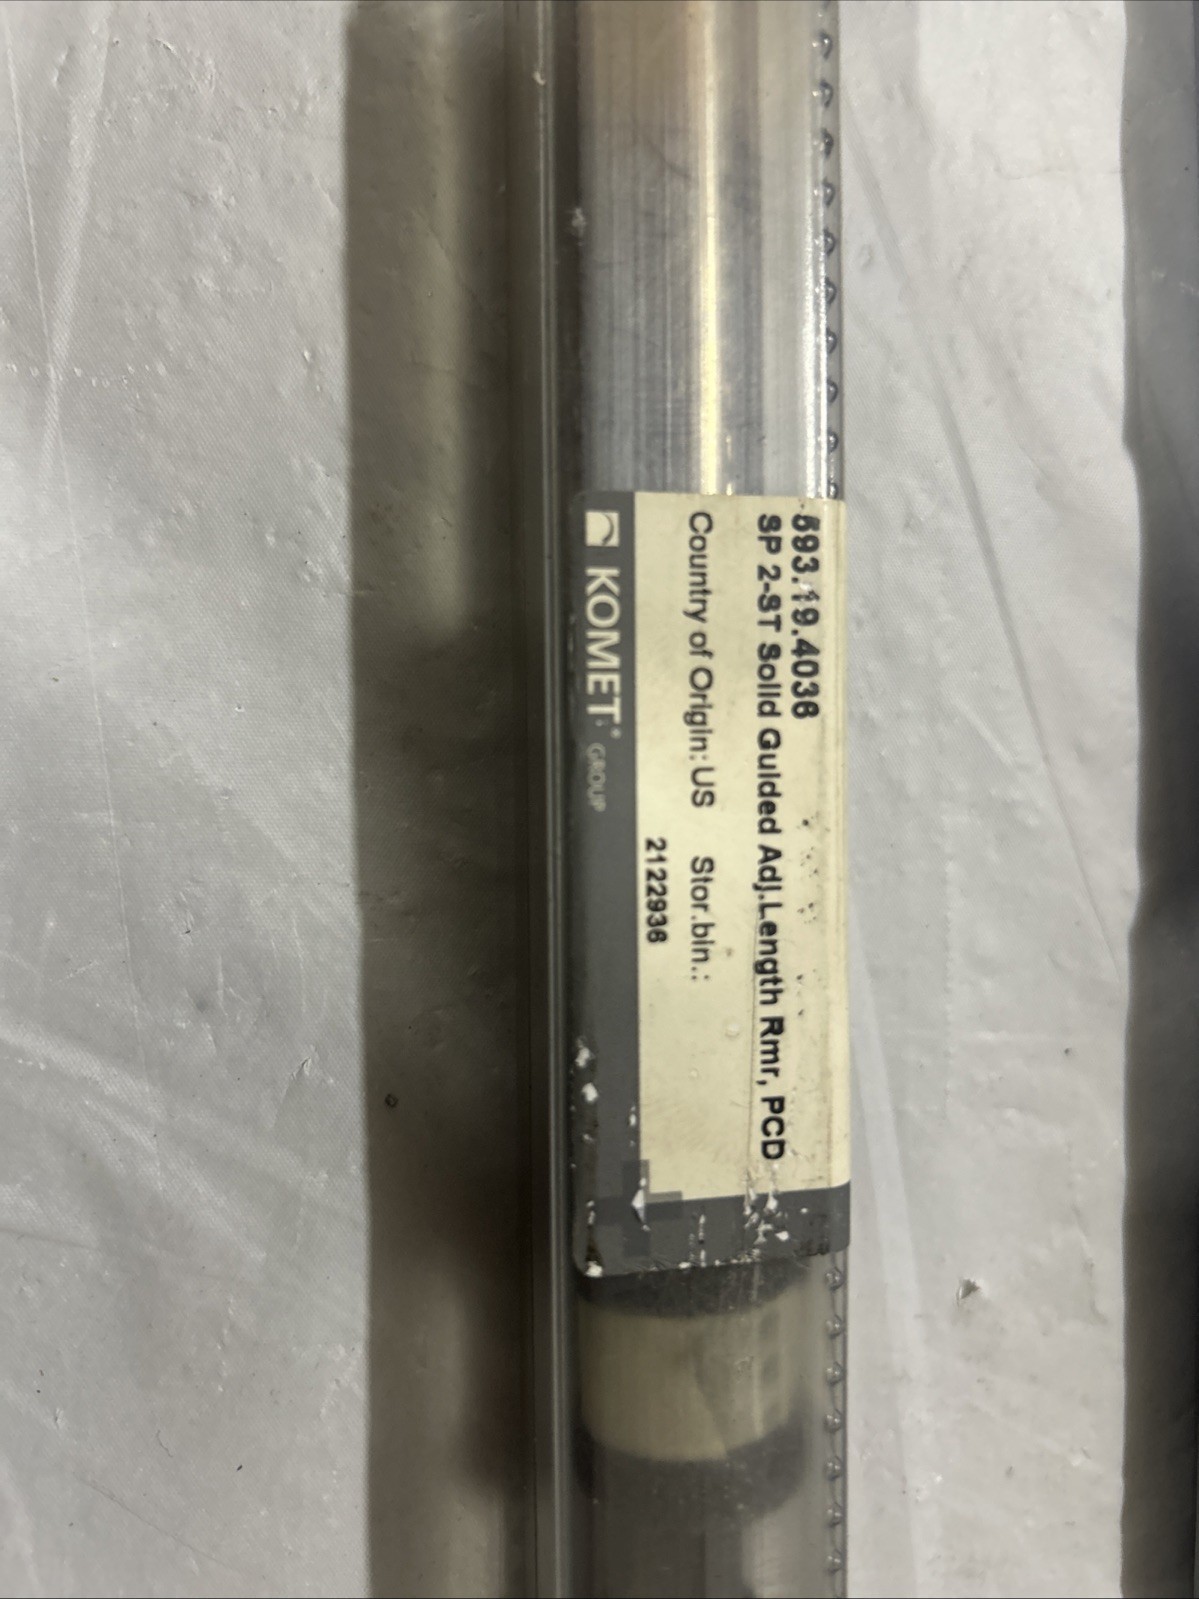 593.19.4036
SP 2-ST Solid Guided Adj.Length Rmr, PCD
Country of Origin: US Stor.bin.:
2122936
KOMET® GROUP